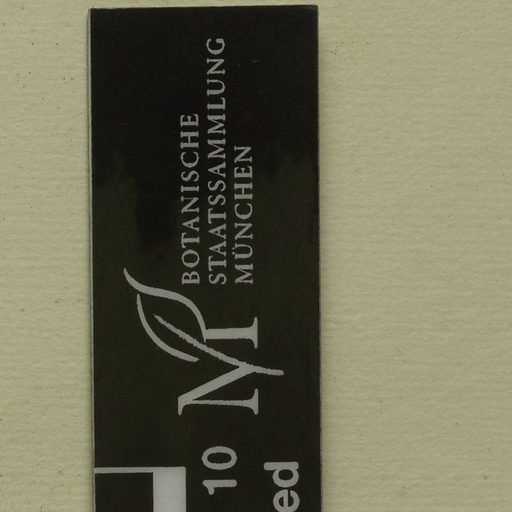 BOTANISCHE
STAATSSAMMLUNG
MÜNCHEN
M
10
ed